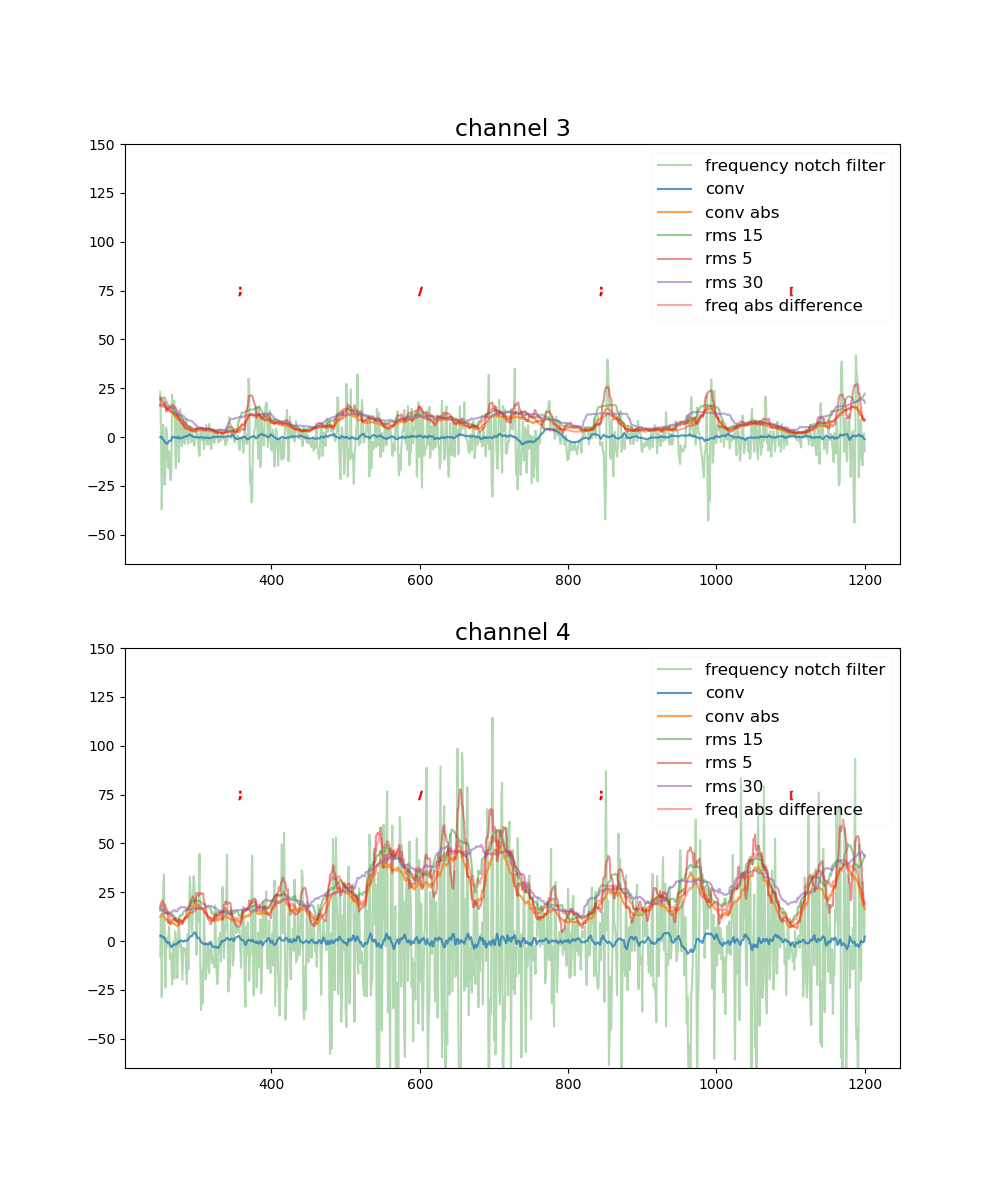 channel 3
150
125
100
75
50
25
0
−25
−50
400 600 800 1000 1200
frequency notch filter
conv
conv abs
rms 15
rms 5
rms 30
freq abs difference
; / ; [
channel 4
150
125
100
75
50
25
0
−25
−50
400 600 800 1000 1200
frequency notch filter
conv
conv abs
rms 15
rms 5
rms 30
freq abs difference
; / ; [